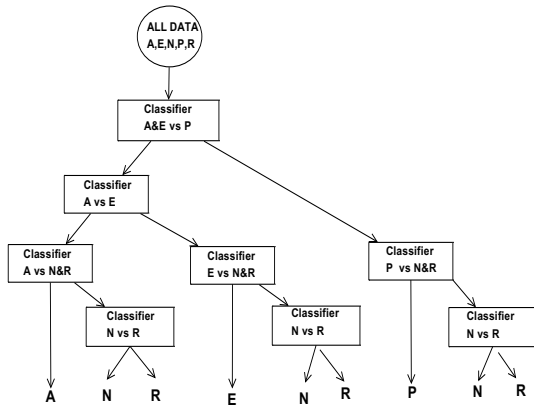 ALL DATA
A,E,N,P,R
Classifier
A&E vs P
Classifier
A vs E
Classifier
A vs N&R
Classifier
E vs N&R
Classifier
P vs N&R
Classifier
N vs R
Classifier
N vs R
Classifier
N vs R
A N R E N R P N R